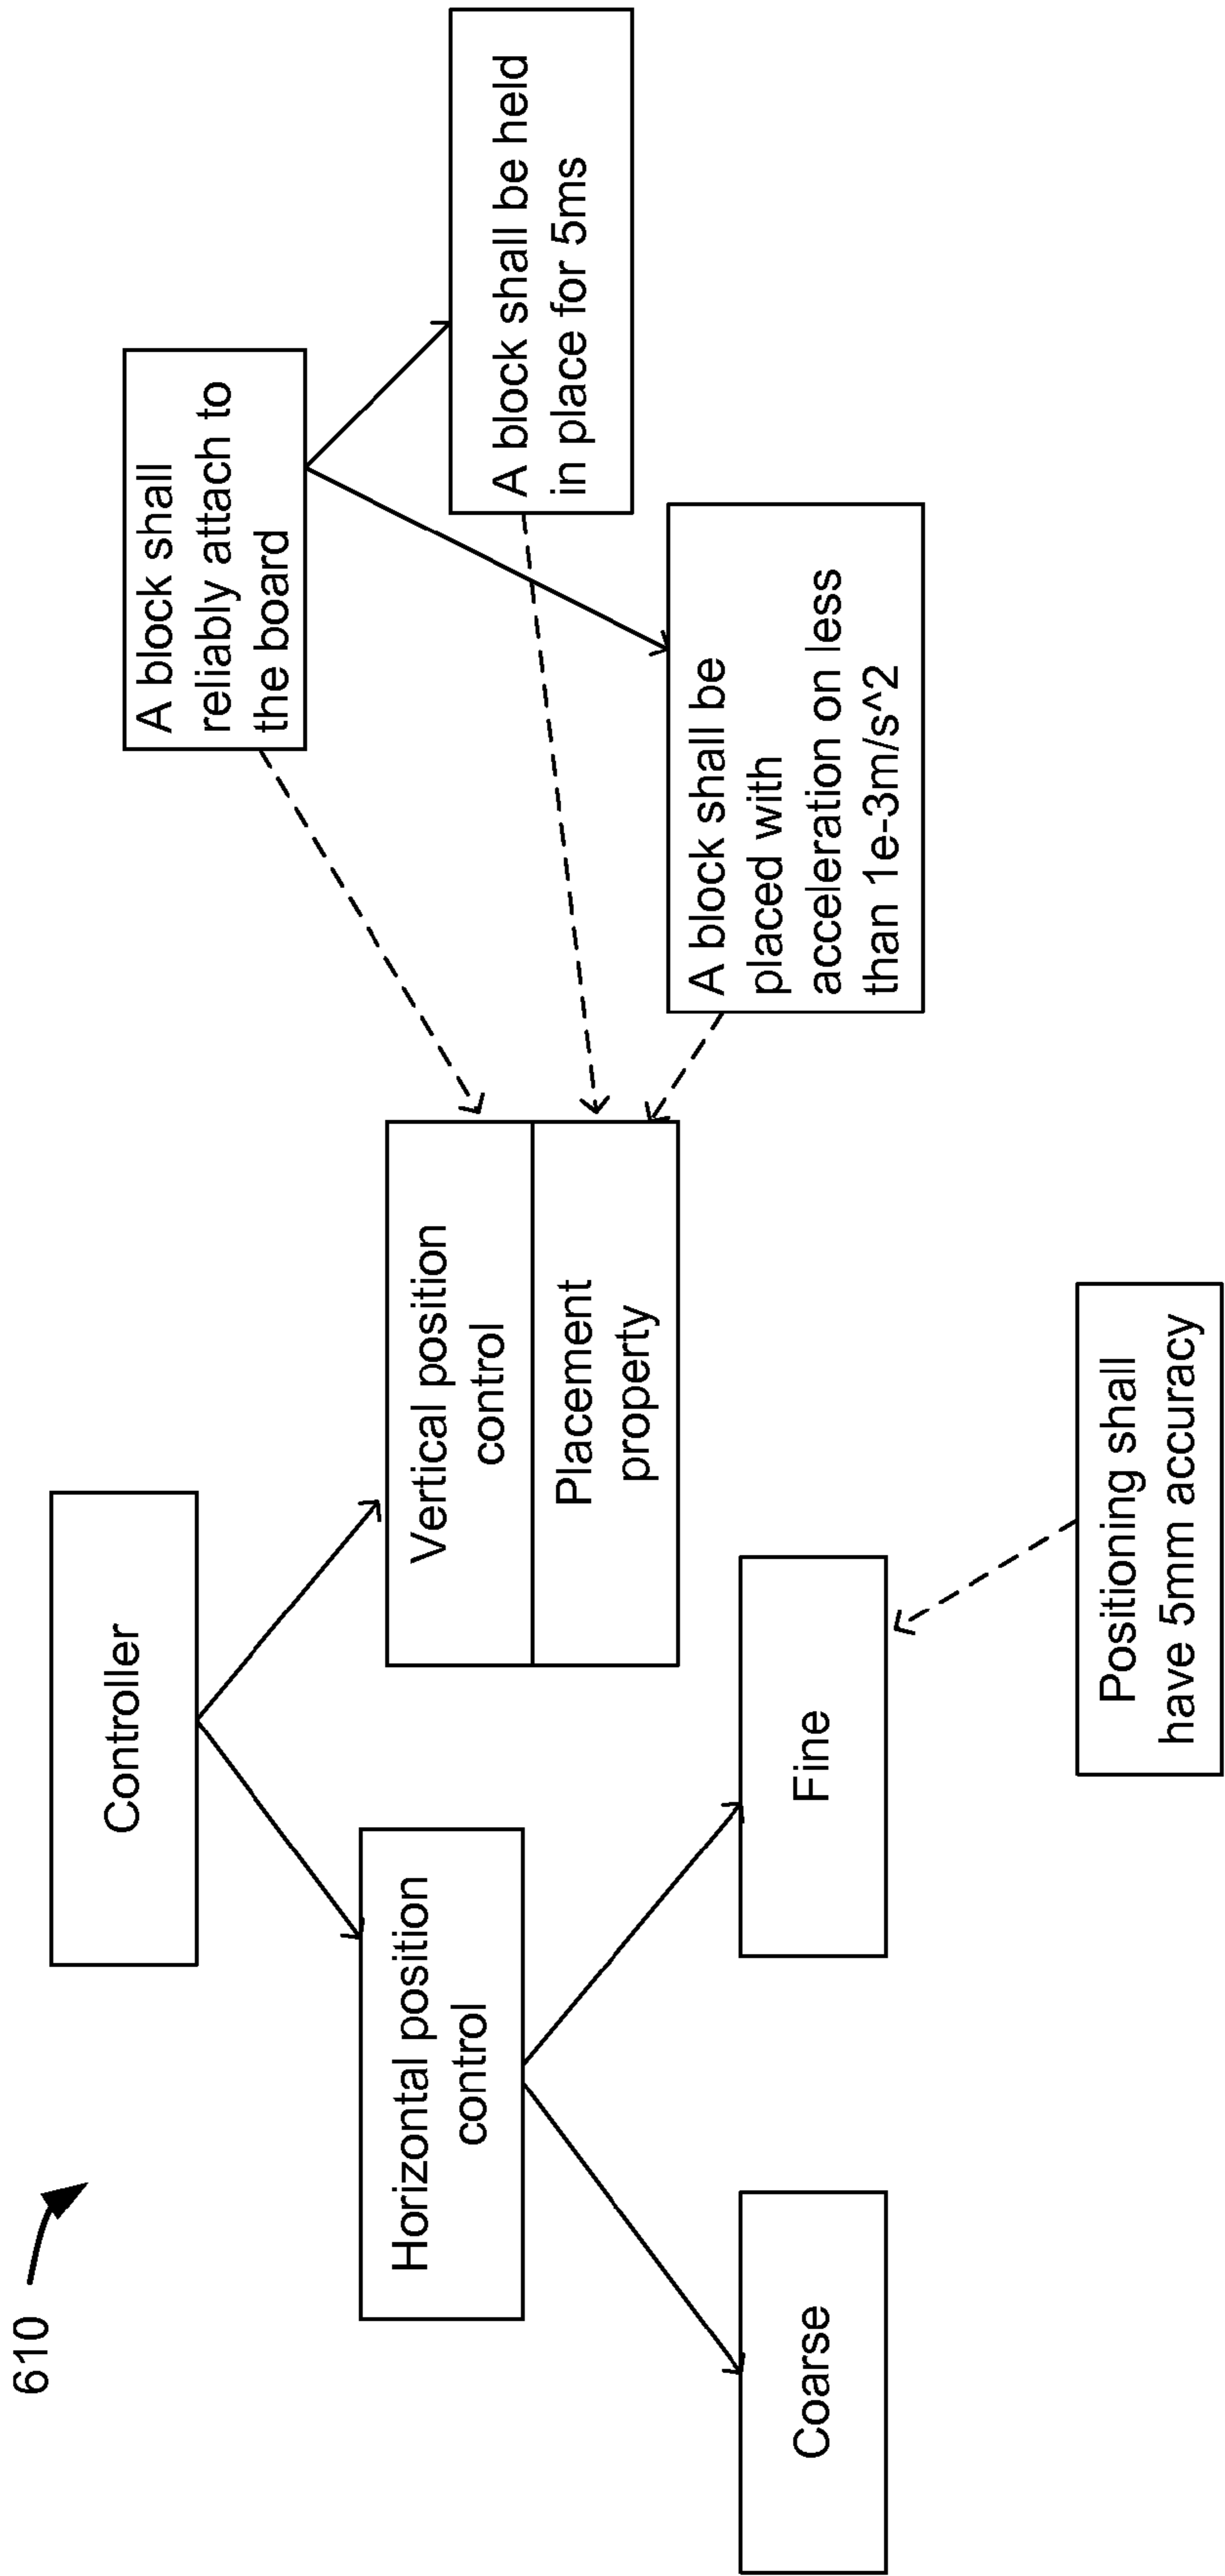 610
Controller
Horizontal position
control
Vertical position
control
Placement
property
Coarse
Fine
Positioning shall
have 5mm accuracy
A block shall
reliably attach to
the board
A block shall be held
in place for 5ms
A block shall be
placed with
acceleration on less
than 1e-3m/s^2